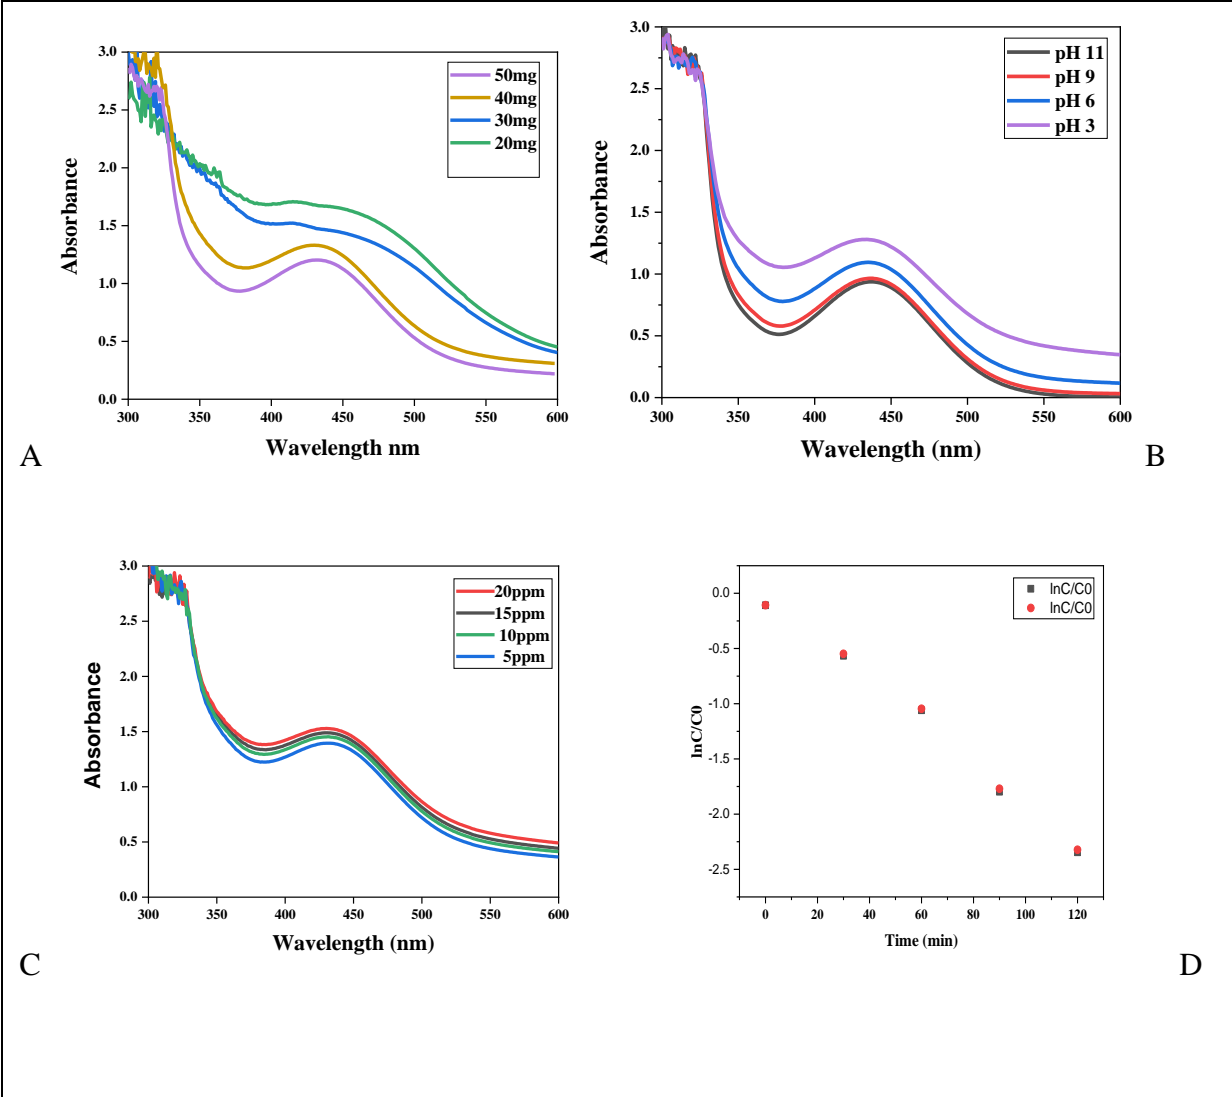 3.0
2.5
2.0
1.5
1.0
0.5
0.0
300
350
400
450
500
550
600
Absorbance
Wavelength nm
50mg
40mg
30mg
20mg
A
3.0
2.5
2.0
1.5
1.0
0.5
0.0
300
350
400
450
500
550
600
Absorbance
Wavelength (nm)
pH 11
pH 9
pH 6
pH 3
B
3.0
2.5
2.0
1.5
1.0
0.5
0.0
300
350
400
450
500
550
600
Absorbance
Wavelength (nm)
20ppm
15ppm
10ppm
5ppm
C
0.0
-0.5
-1.0
-1.5
-2.0
-2.5
0
20
40
60
80
100
120
lnC/C0
Time (min)
lnC/C0
lnC/C0
D